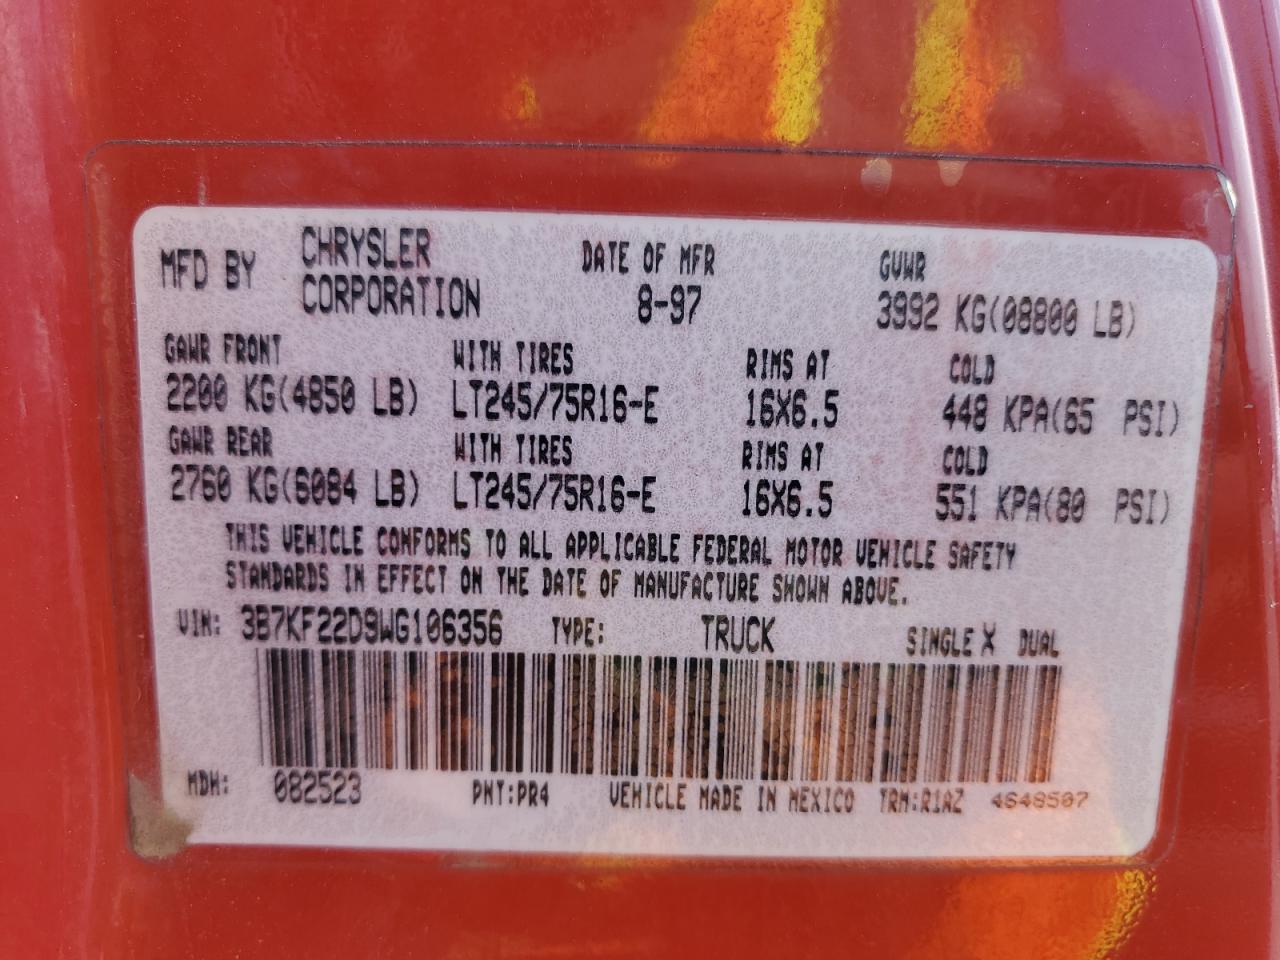 MFD BY CHRYSLER CORPORATION DATE OF MFR 8-97 GVWR 3992 KG(08800 LB)
GAWR FRONT WITH TIRES RIMS AT COLD
2200 KG(4850 LB) LT245/75R16-E 16X6.5 448 KPA(65 PSI)
GAWR REAR WITH TIRES RIMS AT COLD
2760 KG(6084 LB) LT245/75R16-E 16X6.5 551 KPA(80 PSI)
THIS VEHICLE CONFORMS TO ALL APPLICABLE FEDERAL MOTOR VEHICLE SAFETY
STANDARDS IN EFFECT ON THE DATE OF MANUFACTURE SHOWN ABOVE.
VIN: 3B7KF22D9WG106356 TYPE: TRUCK SINGLE X DUAL
MDH: 082523 PNT:PR4 VEHICLE MADE IN MEXICO TRM:R1AZ 4648507